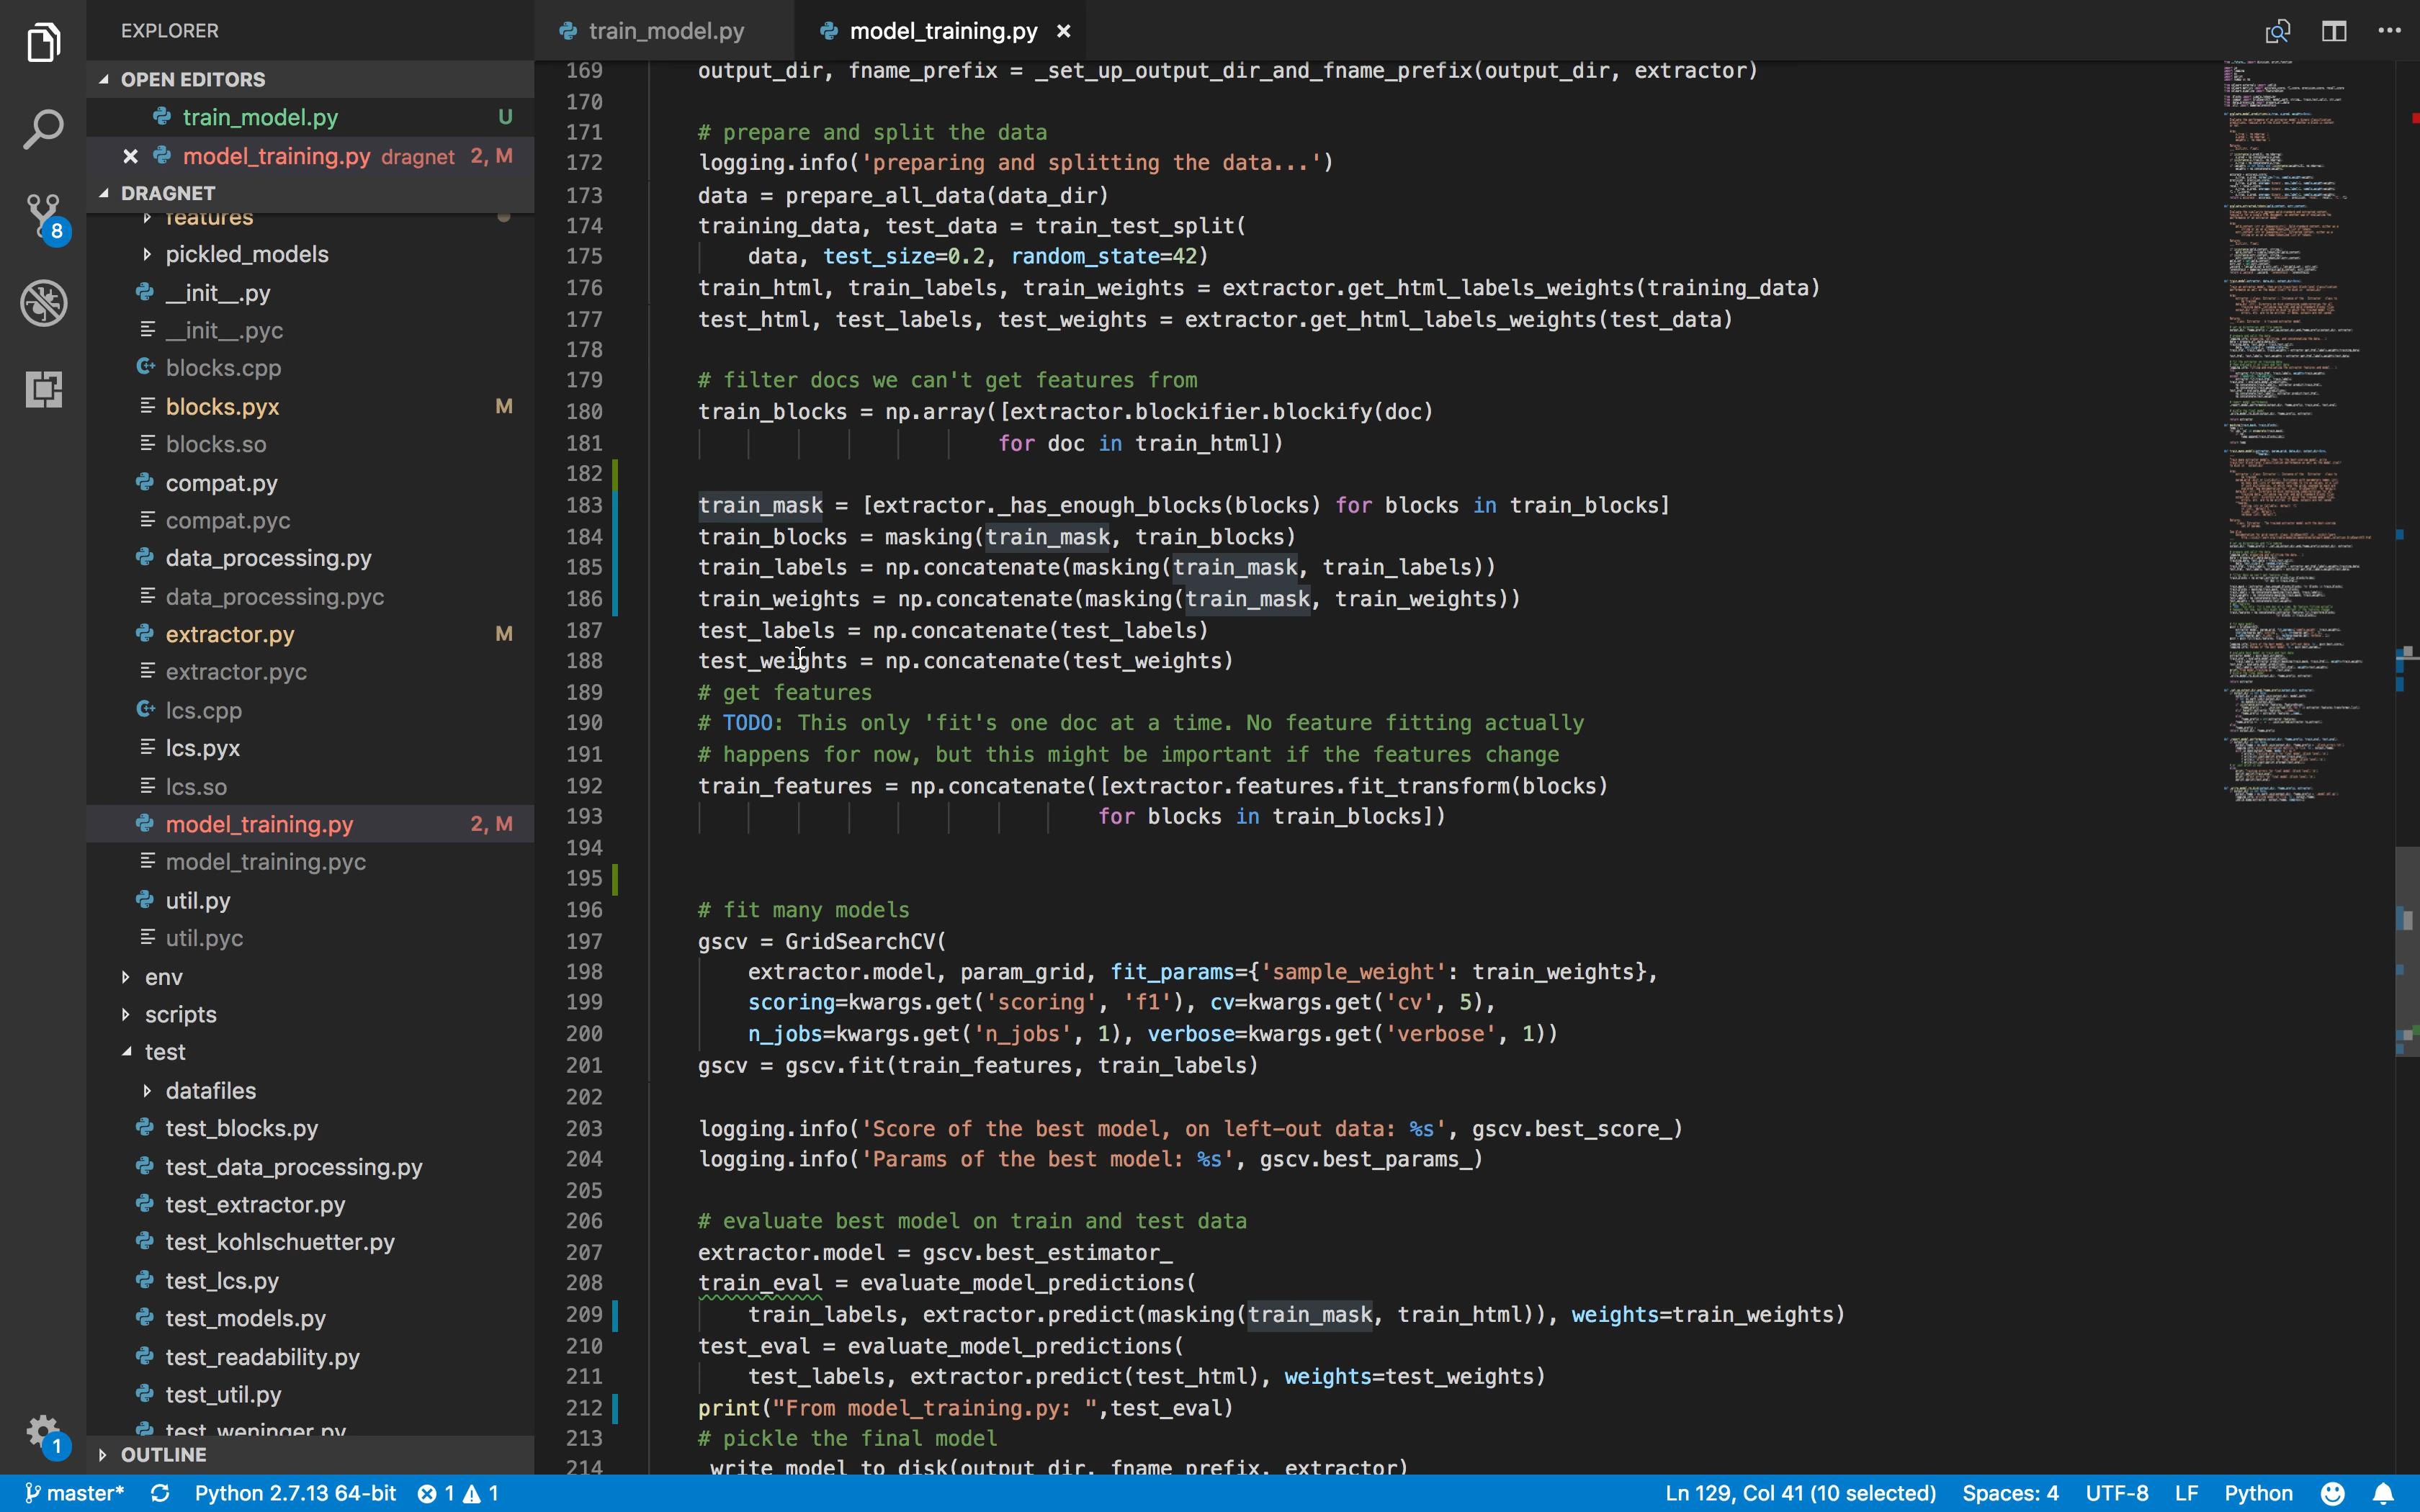 EXPLORER
OPEN EDITORS
train_model.py U
model_training.py dragnet 2, M
DRAGNET
features
pickled_models
__init__.py
__init__.pyc
blocks.cpp
blocks.pyx M
blocks.so
compat.py
compat.pyc
data_processing.py
data_processing.pyc
extractor.py M
extractor.pyc
lcs.cpp
lcs.pyx
lcs.so
model_training.py 2, M
model_training.pyc
util.py
util.pyc
env
scripts
test
datafiles
test_blocks.py
test_data_processing.py
test_extractor.py
test_kohlschuetter.py
test_lcs.py
test_models.py
test_readability.py
test_util.py
test_weninger.py
OUTLINE
8
1
train_model.py model_training.py
169 output_dir, fname_prefix = _set_up_output_dir_and_fname_prefix(output_dir, extractor)
170
171 # prepare and split the data
172 logging.info('preparing and splitting the data...')
173 data = prepare_all_data(data_dir)
174 training_data, test_data = train_test_split(
175 data, test_size=0.2, random_state=42)
176 train_html, train_labels, train_weights = extractor.get_html_labels_weights(training_data)
177 test_html, test_labels, test_weights = extractor.get_html_labels_weights(test_data)
178
179 # filter docs we can't get features from
180 train_blocks = np.array([extractor.blockifier.blockify(doc)
181 for doc in train_html])
182
183 train_mask = [extractor._has_enough_blocks(blocks) for blocks in train_blocks]
184 train_blocks = masking(train_mask, train_blocks)
185 train_labels = np.concatenate(masking(train_mask, train_labels))
186 train_weights = np.concatenate(masking(train_mask, train_weights))
187 test_labels = np.concatenate(test_labels)
188 test_weights = np.concatenate(test_weights)
189 # get features
190 # TODO: This only 'fit's one doc at a time. No feature fitting actually
191 # happens for now, but this might be important if the features change
192 train_features = np.concatenate([extractor.features.fit_transform(blocks)
193 for blocks in train_blocks])
194
195
196 # fit many models
197 gscv = GridSearchCV(
198 extractor.model, param_grid, fit_params={'sample_weight': train_weights},
199 scoring=kwargs.get('scoring', 'f1'), cv=kwargs.get('cv', 5),
200 n_jobs=kwargs.get('n_jobs', 1), verbose=kwargs.get('verbose', 1))
201 gscv = gscv.fit(train_features, train_labels)
202
203 logging.info('Score of the best model, on left-out data: %s', gscv.best_score_)
204 logging.info('Params of the best model: %s', gscv.best_params_)
205
206 # evaluate best model on train and test data
207 extractor.model = gscv.best_estimator_
208 train_eval = evaluate_model_predictions(
209 train_labels, extractor.predict(masking(train_mask, train_html)), weights=train_weights)
210 test_eval = evaluate_model_predictions(
211 test_labels, extractor.predict(test_html), weights=test_weights)
212 print("From model_training.py: ",test_eval)
213 # pickle the final model
214 _write_model_to_disk(output_dir, fname_prefix, extractor)
master* Python 2.7.13 64-bit 1 1 Ln 129, Col 41 (10 selected) Spaces: 4 UTF-8 LF Python